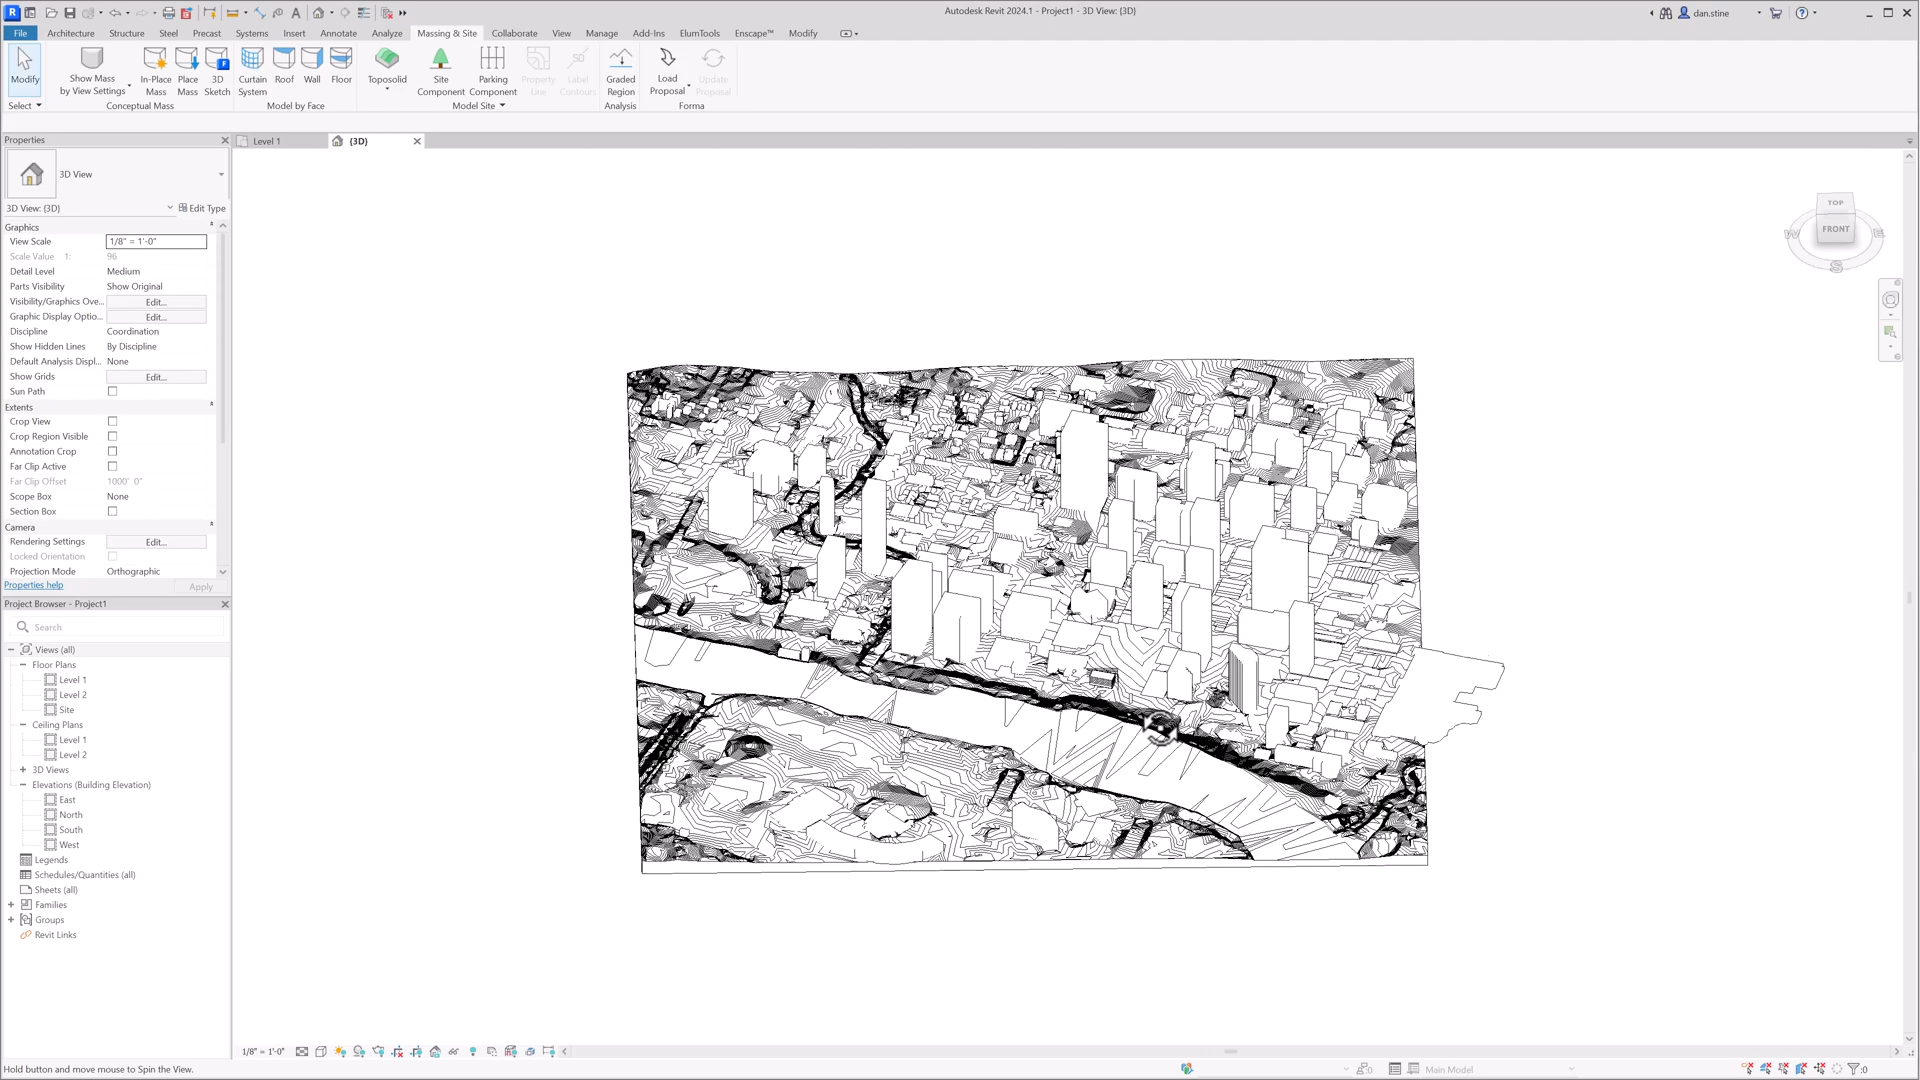 Autodesk Revit 2024.1 - Project1 - 3D View: {3D}
dan.stine
File Architecture Structure Steel Precast Systems Insert Annotate Analyze Massing & Site Collaborate View Manage Add-Ins ElumTools Enscape™ Modify
Modify
Show Mass by View Settings
In-Place Mass
Place Mass
3D Sketch
Curtain System
Roof
Wall
Floor
Toposolid
Site Component
Parking Component
Property Line
Label Contours
Graded Region
Load Proposal
Update Proposal
Select Conceptual Mass Model by Face Model Site Analysis Forma
Properties
Level 1
{3D}
3D View
3D View: {3D} Edit Type
Graphics
View Scale 1/8" = 1'-0"
Scale Value 1: 96
Detail Level Medium
Parts Visibility Show Original
Visibility/Graphics Ove... Edit...
Graphic Display Optio... Edit...
Discipline Coordination
Show Hidden Lines By Discipline
Default Analysis Displ... None
Show Grids Edit...
Sun Path
Extents
Crop View
Crop Region Visible
Annotation Crop
Far Clip Active
Far Clip Offset 1000' 0"
Scope Box None
Section Box
Camera
Rendering Settings Edit...
Locked Orientation
Projection Mode Orthographic
Properties help Apply
Project Browser - Project1
Search
Views (all)
Floor Plans
Level 1
Level 2
Site
Ceiling Plans
Level 1
Level 2
3D Views
Elevations (Building Elevation)
East
North
South
West
Legends
Schedules/Quantities (all)
Sheets (all)
Families
Groups
Revit Links
TOP
FRONT
W
E
S
1/8" = 1'-0"
Hold button and move mouse to Spin the View.
:0
Main Model
:0